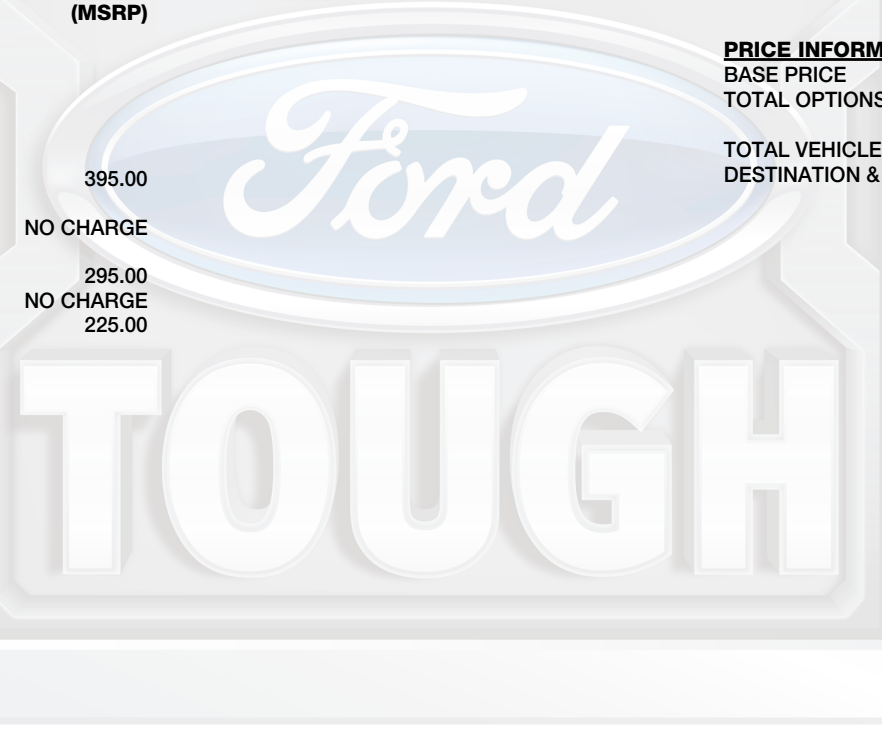 (MSRP)
395.00
NO CHARGE
295.00
NO CHARGE
225.00
PRICE INFORM
BASE PRICE
TOTAL OPTIONS
TOTAL VEHICLE
DESTINATION &
Ford
TOUGH